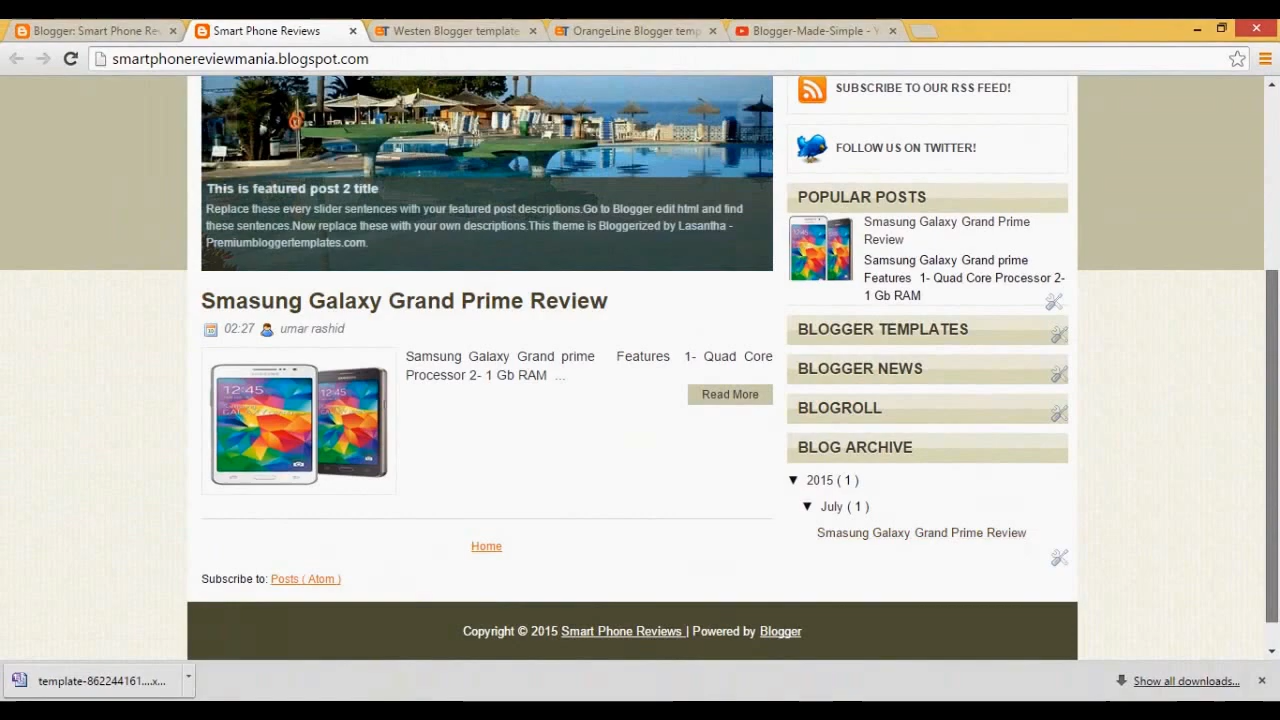 Blogger: Smart Phone Rev
Smart Phone Reviews
Westen Blogger template
OrangeLine Blogger temp
Blogger-Made-Simple - Y
smartphonereviewmania.blogspot.com
This is featured post 2 title
Replace these every slider sentences with your featured post descriptions.Go to Blogger edit html and find
these sentences.Now replace these with your own descriptions.This theme is Bloggerized by Lasantha -
Premiumbloggertemplates.com.
Smasung Galaxy Grand Prime Review
02:27 umar rashid
12:45
12:45
Samsung Galaxy Grand prime Features 1- Quad Core
Processor 2- 1 Gb RAM ...
Read More
Home
Subscribe to: Posts ( Atom )
SUBSCRIBE TO OUR RSS FEED!
FOLLOW US ON TWITTER!
POPULAR POSTS
Smasung Galaxy Grand Prime
Review
Samsung Galaxy Grand prime
Features 1- Quad Core Processor 2-
1 Gb RAM
BLOGGER TEMPLATES
BLOGGER NEWS
BLOGROLL
BLOG ARCHIVE
▼ 2015 ( 1 )
▼ July ( 1 )
Smasung Galaxy Grand Prime Review
Copyright © 2015 Smart Phone Reviews | Powered by Blogger
template-862244161....x...
Show all downloads...